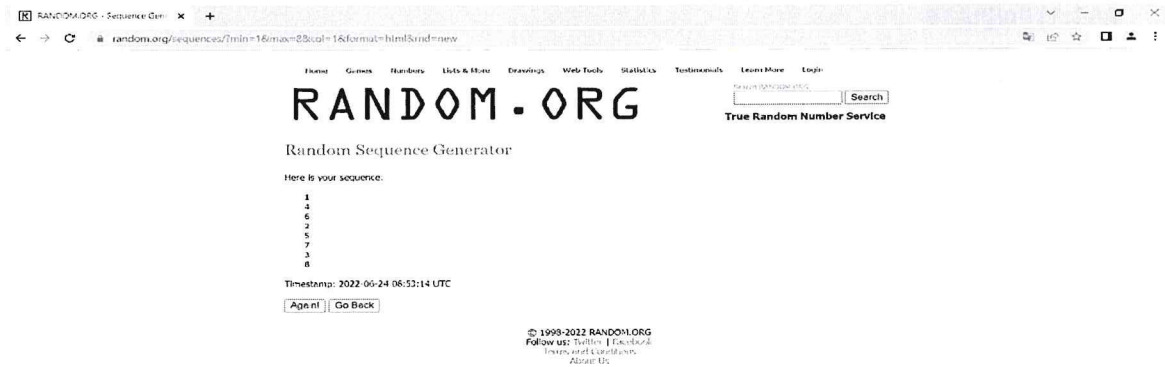 RANDOM.ORG - Sequence Gen
random.org/sequences/?min=1&max=8&col=1&format=html&rnd=new
Home Games Numbers Lists & More Drawings Web Tools Statistics Testimonials Learn More Login
RANDOM.ORG
Search RANDOM.ORG
Search
True Random Number Service
Random Sequence Generator
Here is your sequence:
1
4
6
2
5
7
3
8
Timestamp: 2022-06-24 06:53:14 UTC
Again! Go Back
© 1998-2022 RANDOM.ORG
Follow us: Twitter | Facebook
Terms and Conditions
About Us